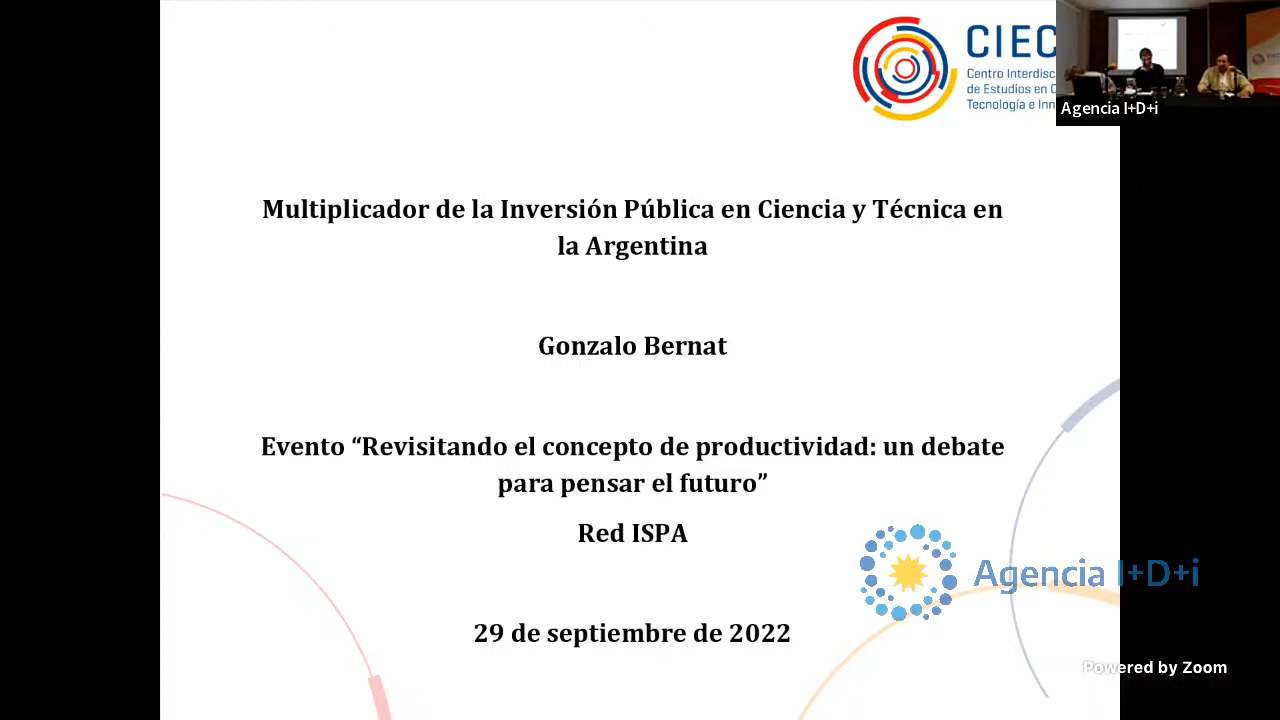 CIEC
Centro Interdisc
de Estudios en C
Tecnología e Inn
Agencia I+D+i
Multiplicador de la Inversión Pública en Ciencia y Técnica en
la Argentina
Gonzalo Bernat
Evento “Revisitando el concepto de productividad: un debate
para pensar el futuro”
Red ISPA
Agencia I+D+i
29 de septiembre de 2022
Powered by Zoom